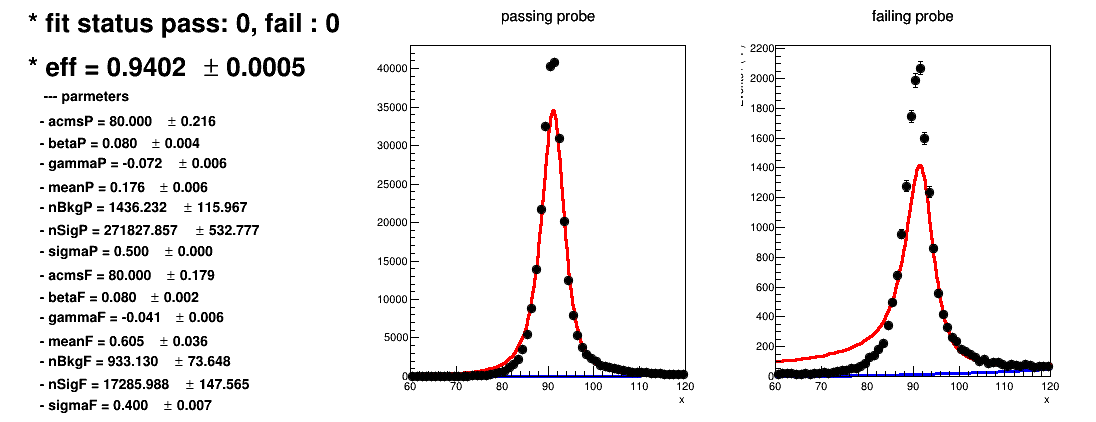 * fit status pass: 0, fail : 0
* eff = 0.9402 ± 0.0005
--- parmeters
- acmsP = 80.000 ± 0.216
- betaP = 0.080 ± 0.004
- gammaP = -0.072 ± 0.006
- meanP = 0.176 ± 0.006
- nBkgP = 1436.232 ± 115.967
- nSigP = 271827.857 ± 532.777
- sigmaP = 0.500 ± 0.000
- acmsF = 80.000 ± 0.179
- betaF = 0.080 ± 0.002
- gammaF = -0.041 ± 0.006
- meanF = 0.605 ± 0.036
- nBkgF = 933.130 ± 73.648
- nSigF = 17285.988 ± 147.565
- sigmaF = 0.400 ± 0.007
passing probe
40000
35000
30000
25000
20000
15000
10000
5000
0
60 70 80 90 100 110 120
x
failing probe
2200
2000
1800
1600
1400
1200
1000
800
600
400
200
0
60 70 80 90 100 110 120
x